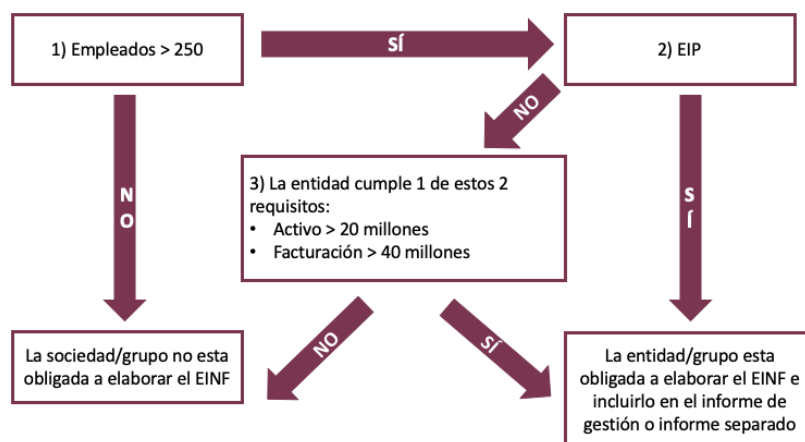 1) Empleados > 250
SÍ
2) EIP
NO
NO
3) La entidad cumple 1 de estos 2
requisitos:
• Activo > 20 millones
• Facturación > 40 millones
SÍ
NO
SÍ
La sociedad/grupo no esta
obligada a elaborar el EINF
La entidad/grupo esta
obligada a elaborar el EINF e
incluirlo en el informe de
gestión o informe separado